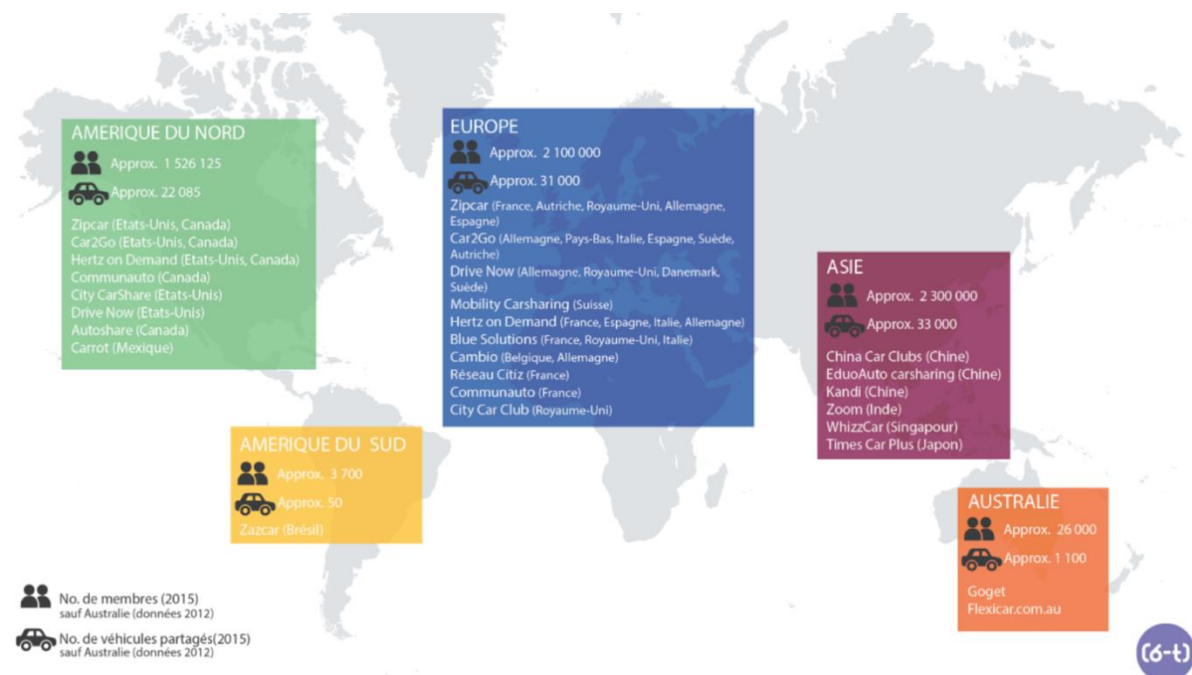 AMERIQUE DU NORD
Approx. 1 526 125
Approx. 22 085
Zipcar (Etats-Unis, Canada)
Car2Go (Etats-Unis, Canada)
Hertz on Demand (Etats-Unis, Canada)
Communauto (Canada)
City CarShare (Etats-Unis)
Drive Now (Etats-Unis)
Autoshare (Canada)
Carrot (Mexique)
EUROPE
Approx. 2 100 000
Approx. 31 000
Zipcar (France, Autriche, Royaume-Uni, Allemagne,
Espagne)
Car2Go (Allemagne, Pays-Bas, Italie, Espagne, Suède,
Autriche)
Drive Now (Allemagne, Royaume-Uni, Danemark,
Suède)
Mobility Carsharing (Suisse)
Hertz on Demand (France, Espagne, Italie, Allemagne)
Blue Solutions (France, Royaume-Uni, Italie)
Cambio (Belgique, Allemagne)
Réseau Citiz (France)
Communauto (France)
City Car Club (Royaume-Uni)
ASIE
Approx. 2 300 000
Approx. 33 000
China Car Clubs (Chine)
EduoAuto carsharing (Chine)
Kandi (Chine)
Zoom (Inde)
WhizzCar (Singapour)
Times Car Plus (Japon)
AMERIQUE DU SUD
Approx. 3 700
Approx. 50
Zazcar (Brésil)
AUSTRALIE
Approx. 26 000
Approx. 1 100
Goget
Flexicar.com.au
No. de membres (2015)
sauf Australie (données 2012)
No. de véhicules partagés(2015)
sauf Australie (données 2012)
(6-t)